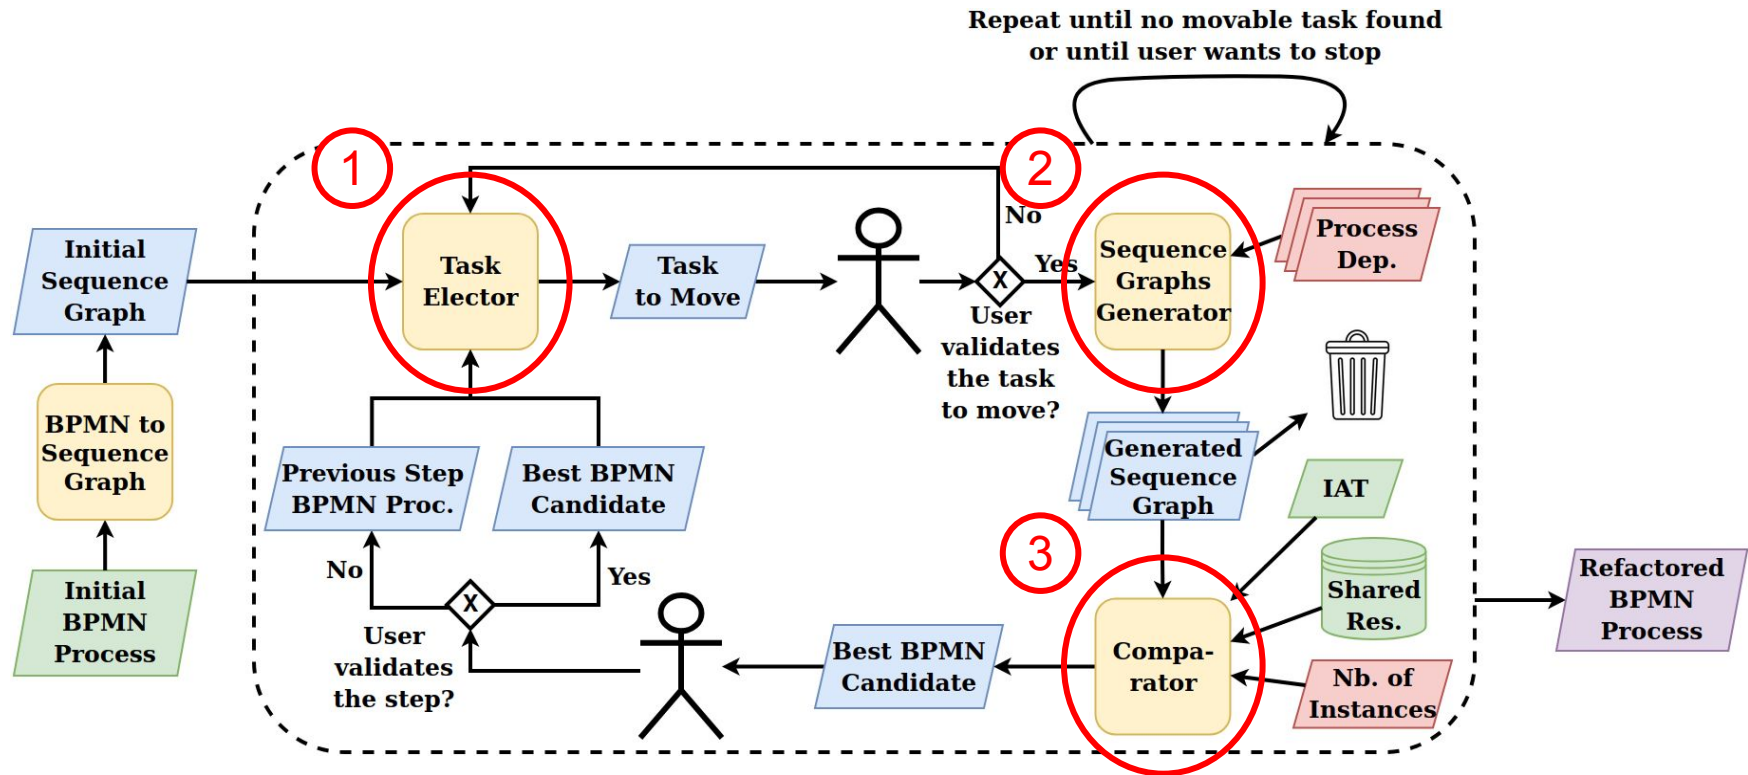 Repeat until no movable task found
or until user wants to stop
1
2
No
Yes
X
User
validates
the task
to move?
Initial
Sequence
Graph
Task
Elector
Task
to Move
Sequence
Graphs
Generator
Process
Dep.
BPMN to
Sequence
Graph
Previous Step
BPMN Proc.
Best BPMN
Candidate
Generated
Sequence
Graph
IAT
3
No
Yes
X
User
validates
the step?
Initial
BPMN
Process
Best BPMN
Candidate
Compa-
rator
Shared
Res.
Nb. of
Instances
Refactored
BPMN
Process